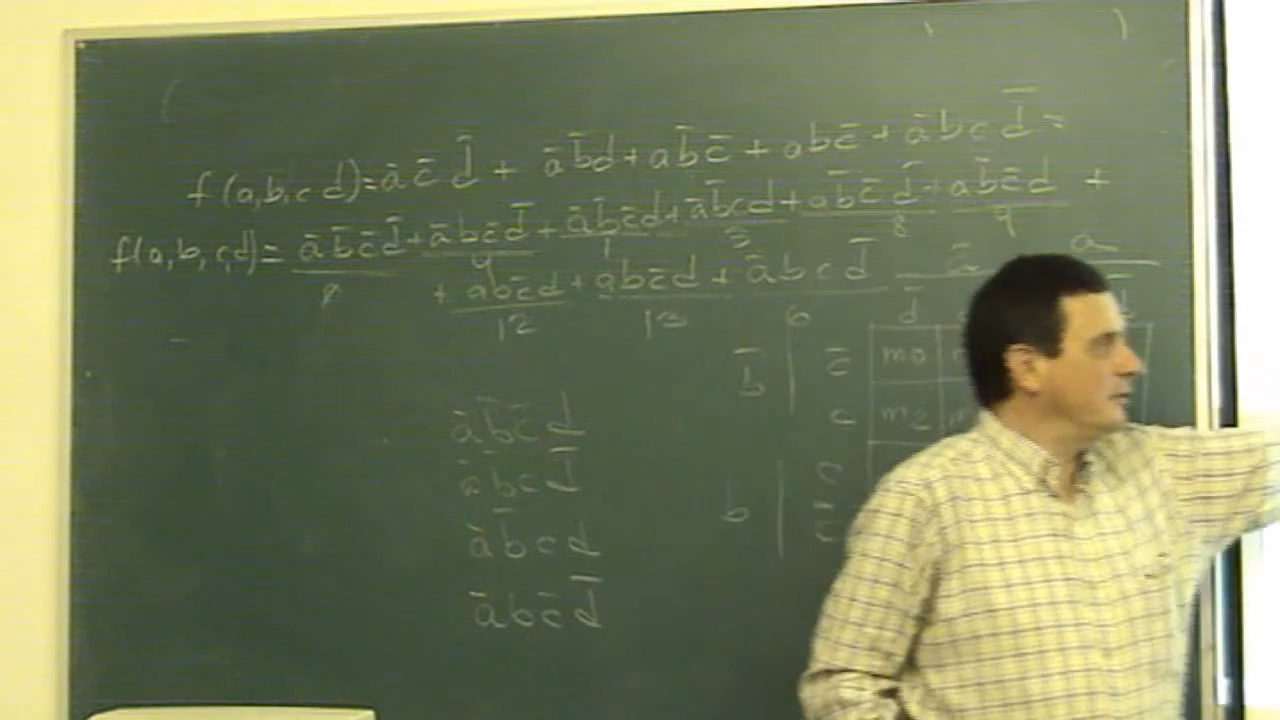 f(a,b,c d)=ā c̄ d̄ + ā b̄ d + a b̄ c̄ + a b c̄ + ā b c d̄ =
f(a,b,c,d)= ā b̄ c̄ d̄ + ā b c̄ d̄ + ā b̄ c̄ d + ā b̄ c d + a b̄ c̄ d̄ + a b̄ c̄ d +
0 4 1 3 8 9
+ a b c̄ d + a b c̄ d + ā b c d̄
12 13 6
ā a
d̄
b̄ c̄ m0
c m2
b c
c̄
ā b̄ c̄ d
ā b̄ c d̄
ā b̄ c d
ā b c̄ d̄